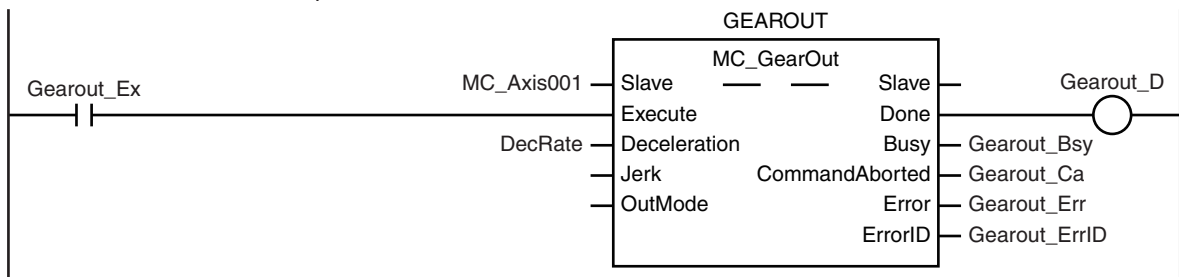 GEAROUT
MC_GearOut
Gearout_Ex
MC_Axis001 Slave Slave Gearout_D
Execute Done
DecRate Deceleration Busy Gearout_Bsy
Jerk CommandAborted Gearout_Ca
OutMode Error Gearout_Err
ErrorID Gearout_ErrID